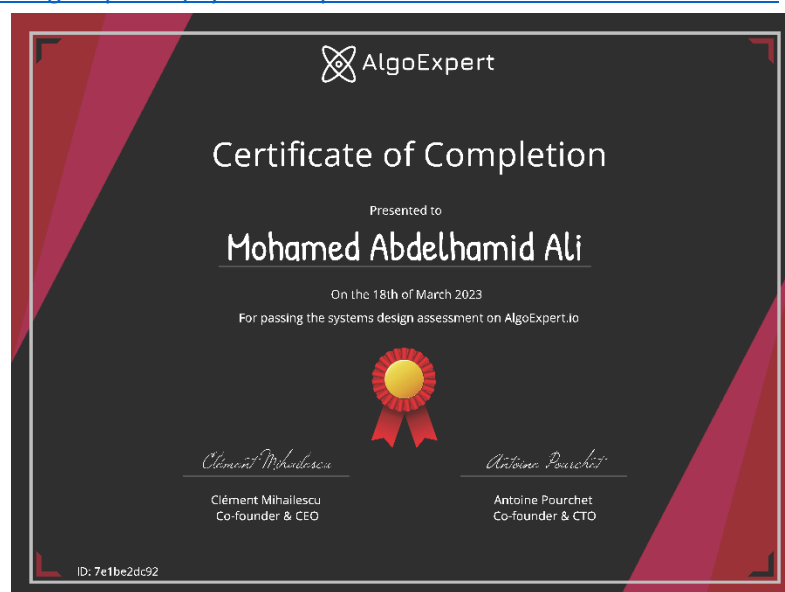 AlgoExpert
Certificate of Completion
Presented to
Mohamed Abdelhamid Ali
On the 18th of March 2023
For passing the systems design assessment on AlgoExpert.io
Clément Mihailescu
Antoine Pourchet
Clément Mihailescu
Antoine Pourchet
Co-founder & CEO
Co-founder & CTO
ID: 7e1be2dc92